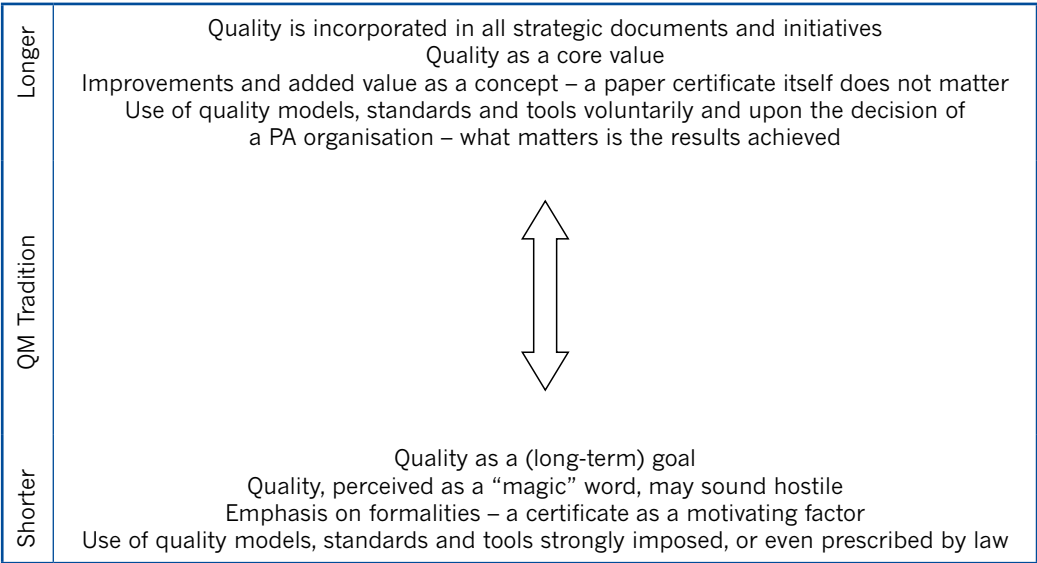 Longer
Quality is incorporated in all strategic documents and initiatives
Quality as a core value
Improvements and added value as a concept – a paper certificate itself does not matter
Use of quality models, standards and tools voluntarily and upon the decision of
a PA organisation – what matters is the results achieved
QM Tradition
Shorter
Quality as a (long-term) goal
Quality, perceived as a “magic” word, may sound hostile
Emphasis on formalities – a certificate as a motivating factor
Use of quality models, standards and tools strongly imposed, or even prescribed by law